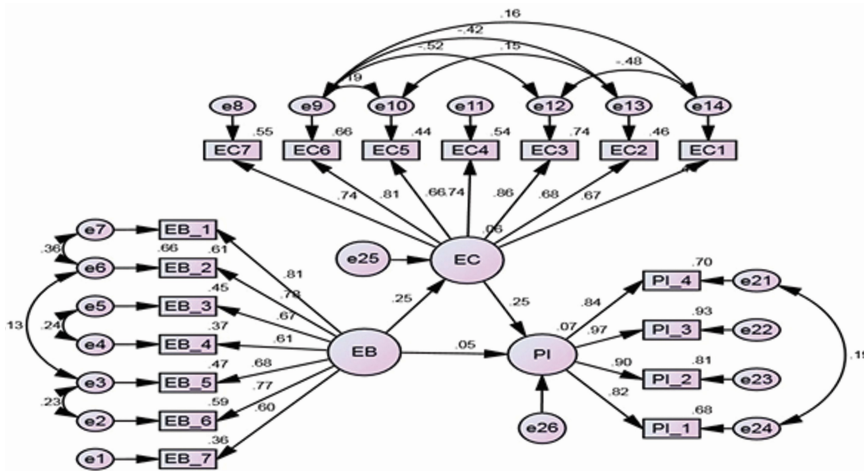 .16
-.42
-.52 .15
.19 -.48
e8 e9 e10 e11 e12 e13 e14
.55 .66 .44 .54 .74 .46
EC7 EC6 EC5 EC4 EC3 EC2 EC1
.74 .81 .66 .74 .86 .68 .67
.06
e25 EC
e7 EB_1
.36 .66 .61
e6 EB_2
.81
.78
.45
e5 EB_3
.67
.24 .37
e4 EB_4
.61
13
.25 .25
EB .05 PI
.07
.47
e3 EB_5
.68
.23 .59
e2 EB_6
.77
.60
.36
e1 EB_7
.70
PI_4 e21
.84
.93
PI_3 e22
.97
.81
PI_2 e23
.90
.82
.68
PI_1 e24
e26